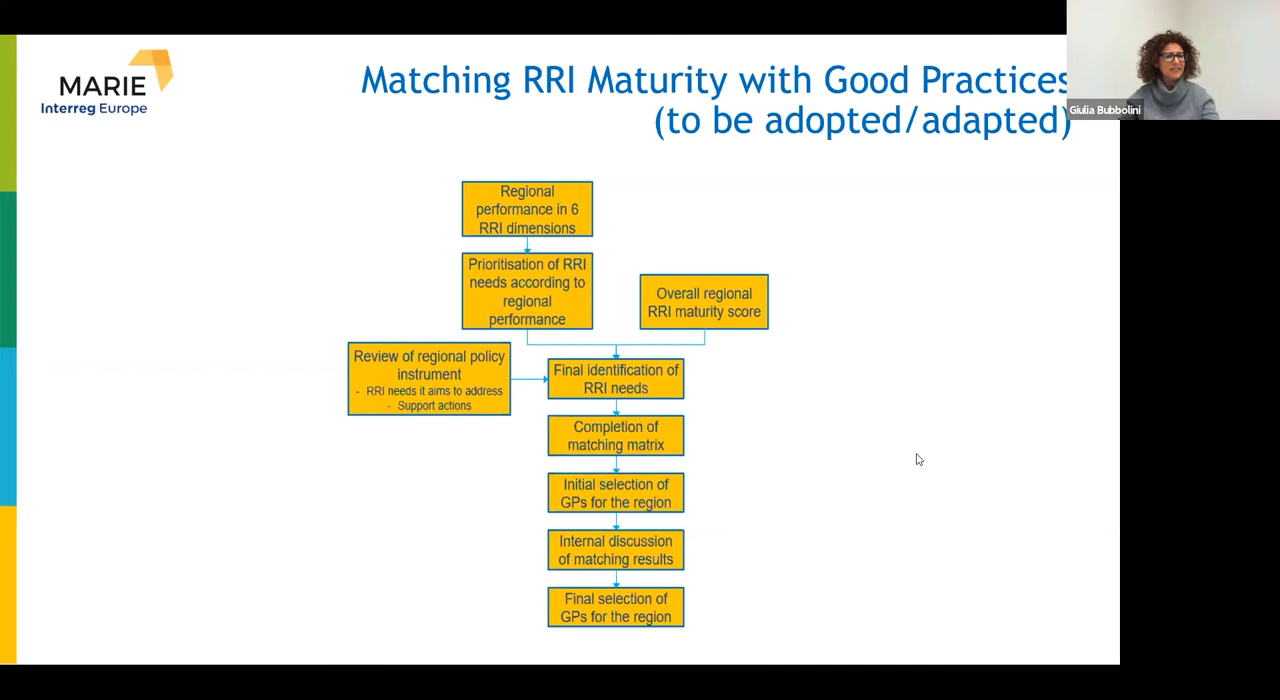 MARIE
Interreg Europe
Matching RRI Maturity with Good Practices
(to be adopted/adapted)
Giulia Bubbolini
Regional
performance in 6
RRI dimensions
Prioritisation of RRI
needs according to
regional
performance
Overall regional
RRI maturity score
Review of regional policy
instrument
- RRI needs it aims to address
- Support actions
Final identification of
RRI needs
Completion of
matching matrix
Initial selection of
GPs for the region
Internal discussion
of matching results
Final selection of
GPs for the region